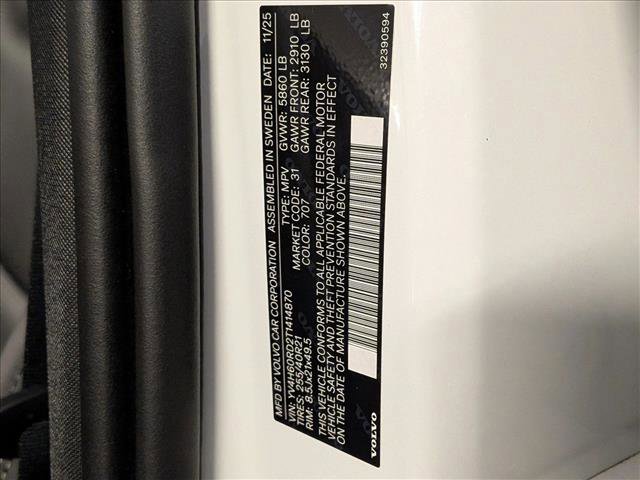 MFD BY VOLVO CAR CORPORATION ASSEMBLED IN SWEDEN DATE: 11/25
VIN: YV4H60RD2T1414870 TYPE: MPV GVWR: 5860 LB
TIRES: 255/40R21 MARKET CODE: 31 GAWR FRONT: 2910 LB
RIM: 8.5Jx21x49.5 COLOR: 707 GAWR REAR: 3130 LB
THIS VEHICLE CONFORMS TO ALL APPLICABLE FEDERAL MOTOR
VEHICLE SAFETY AND THEFT PREVENTION STANDARDS IN EFFECT
ON THE DATE OF MANUFACTURE SHOWN ABOVE.
VOLVO
32390594